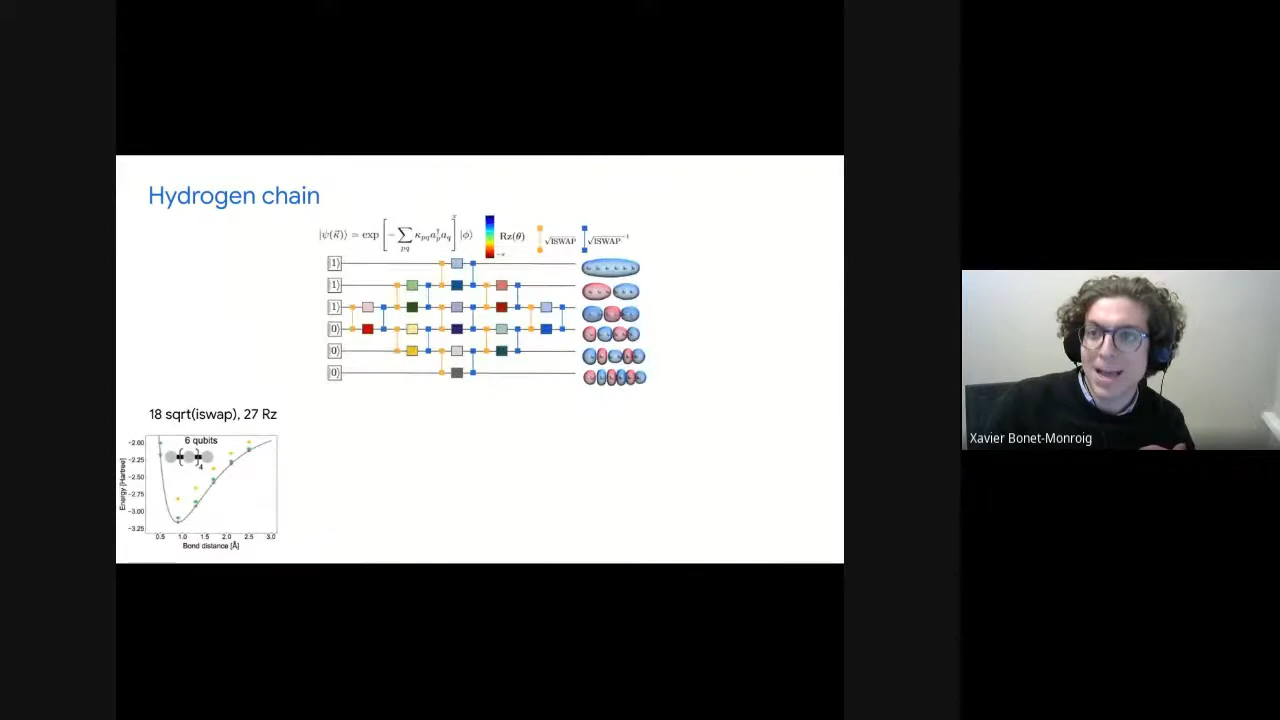 Hydrogen chain
|ψ(κ⃗)⟩ = exp[−∑pq κpq a†p aq] |ϕ⟩
Rz(θ)
−π
√iSWAP
√iSWAP⁻¹
|1⟩
|1⟩
|1⟩
|0⟩
|0⟩
|0⟩
18 sqrt(iswap), 27 Rz
6 qubits
4
Energy [Hartree]
−2.00
−2.25
−2.50
−2.75
−3.00
−3.25
0.5 1.0 1.5 2.0 2.5 3.0
Bond distance [Å]
Xavier Bonet-Monroig